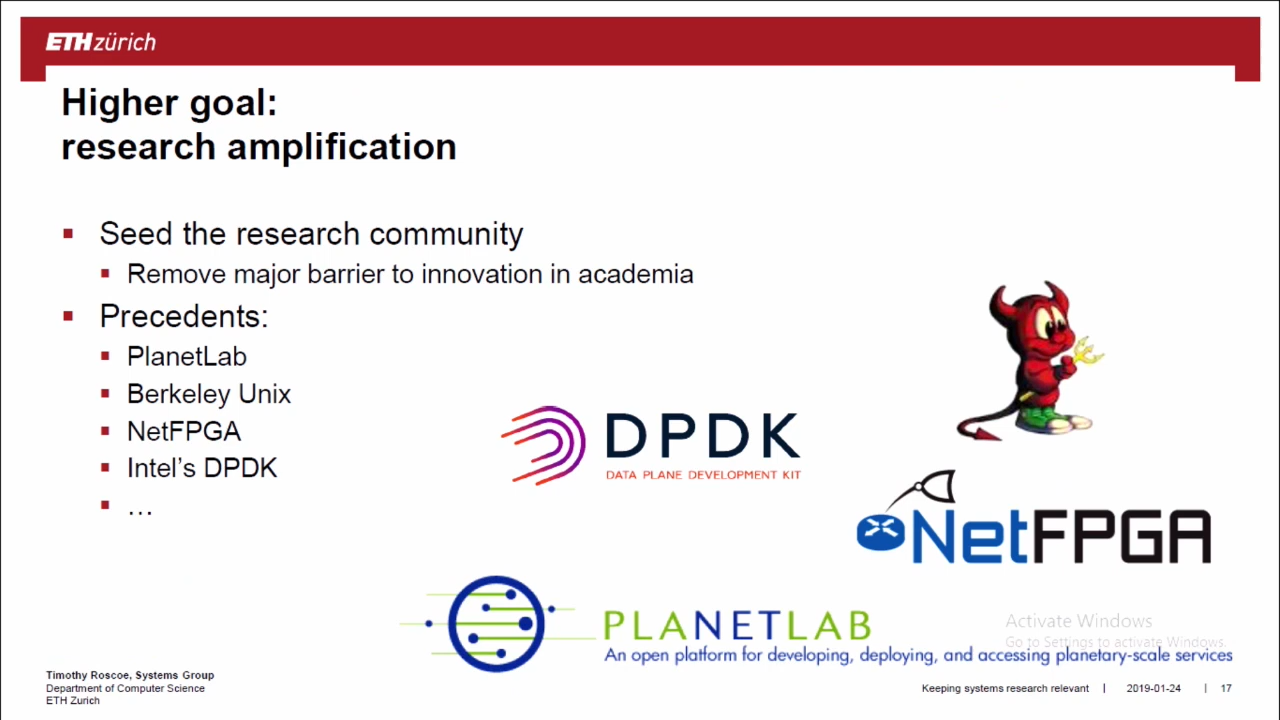 ETH zürich
Higher goal:
research amplification
Seed the research community
Remove major barrier to innovation in academia
Precedents:
PlanetLab
Berkeley Unix
NetFPGA
Intel's DPDK
…
DPDK
DATA PLANE DEVELOPMENT KIT
NetFPGA
PLANETLAB
An open platform for developing, deploying, and accessing planetary-scale services
Activate Windows
Go to Settings to activate Windows.
Timothy Roscoe, Systems Group
Department of Computer Science
ETH Zurich
Keeping systems research relevant | 2019-01-24 | 17